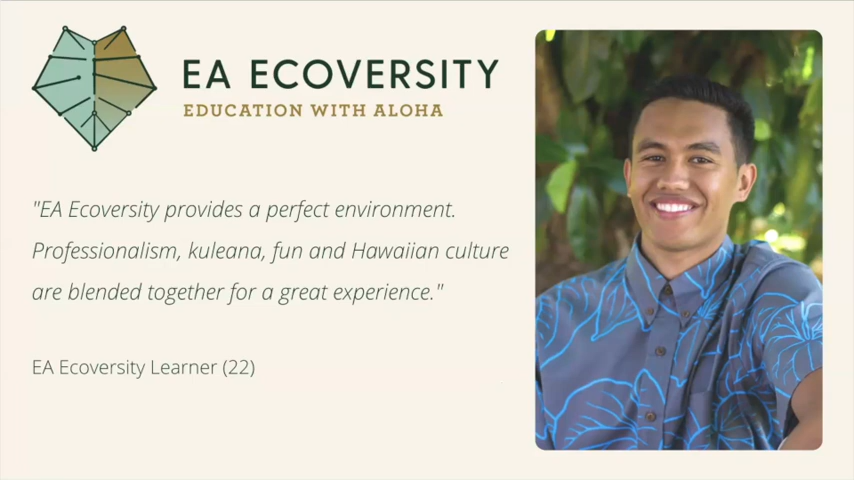 EA ECOVERSITY
EDUCATION WITH ALOHA
"EA Ecoversity provides a perfect environment.
Professionalism, kuleana, fun and Hawaiian culture
are blended together for a great experience."
EA Ecoversity Learner (22)